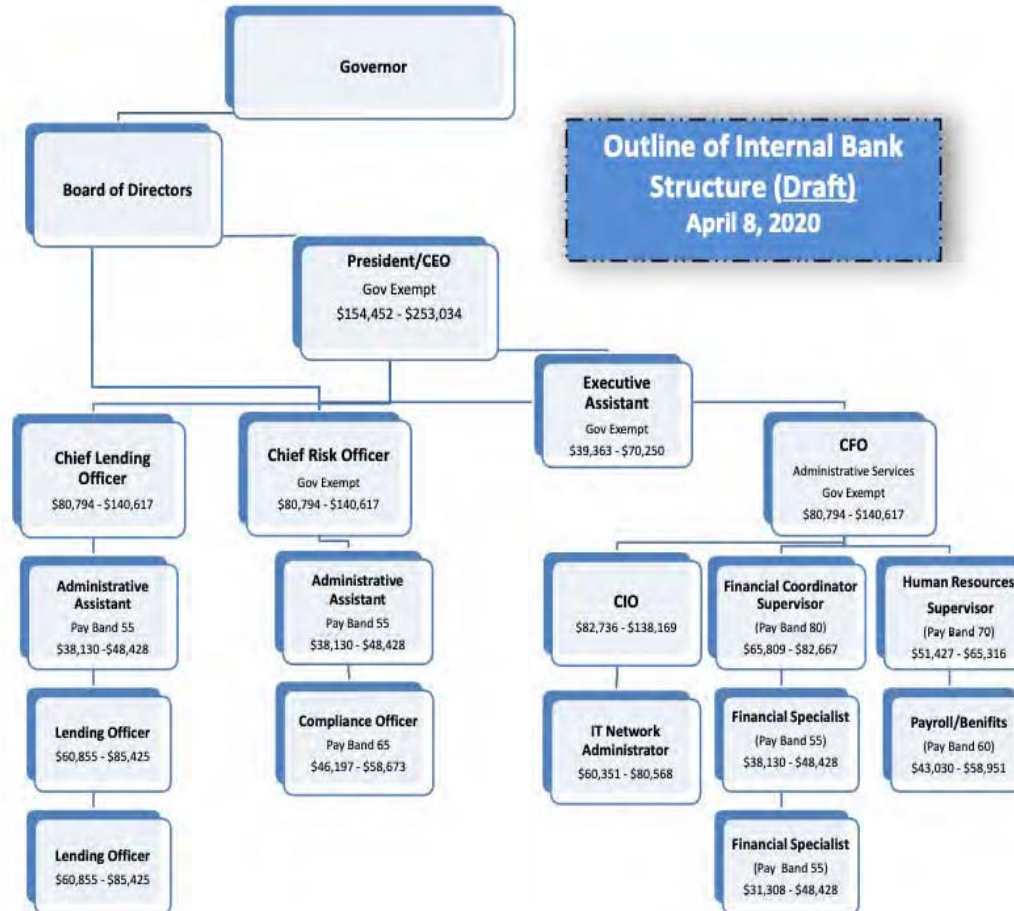 Governor
Outline of Internal Bank
Structure (Draft)
April 8, 2020
Board of Directors
President/CEO
Gov Exempt
$154,452 - $253,034
Executive
Assistant
Gov Exempt
$39,363 - $70,250
Chief Lending
Officer
$80,794 - $140,617
Chief Risk Officer
Gov Exempt
$80,794 - $140,617
CFO
Administrative Services
Gov Exempt
$80,794 - $140,617
Administrative
Assistant
Pay Band 55
$38,130 -$48,428
Administrative
Assistant
Pay Band 55
$38,130 -$48,428
CIO
$82,736 - $138,169
Financial Coordinator
Supervisor
(Pay Band 80)
$65,809 - $82,667
Human Resources
Supervisor
(Pay Band 70)
$51,427 - $65,316
Lending Officer
$60,855 - $85,425
Compliance Officer
Pay Band 65
$46,197 - $58,673
IT Network
Administrator
$60,351 - $80,568
Financial Specialist
(Pay Band 55)
$38,130 - $48,428
Payroll/Benifits
(Pay Band 60)
$43,030 - $58,951
Lending Officer
$60,855 - $85,425
Financial Specialist
(Pay Band 55)
$31,308 - $48,428